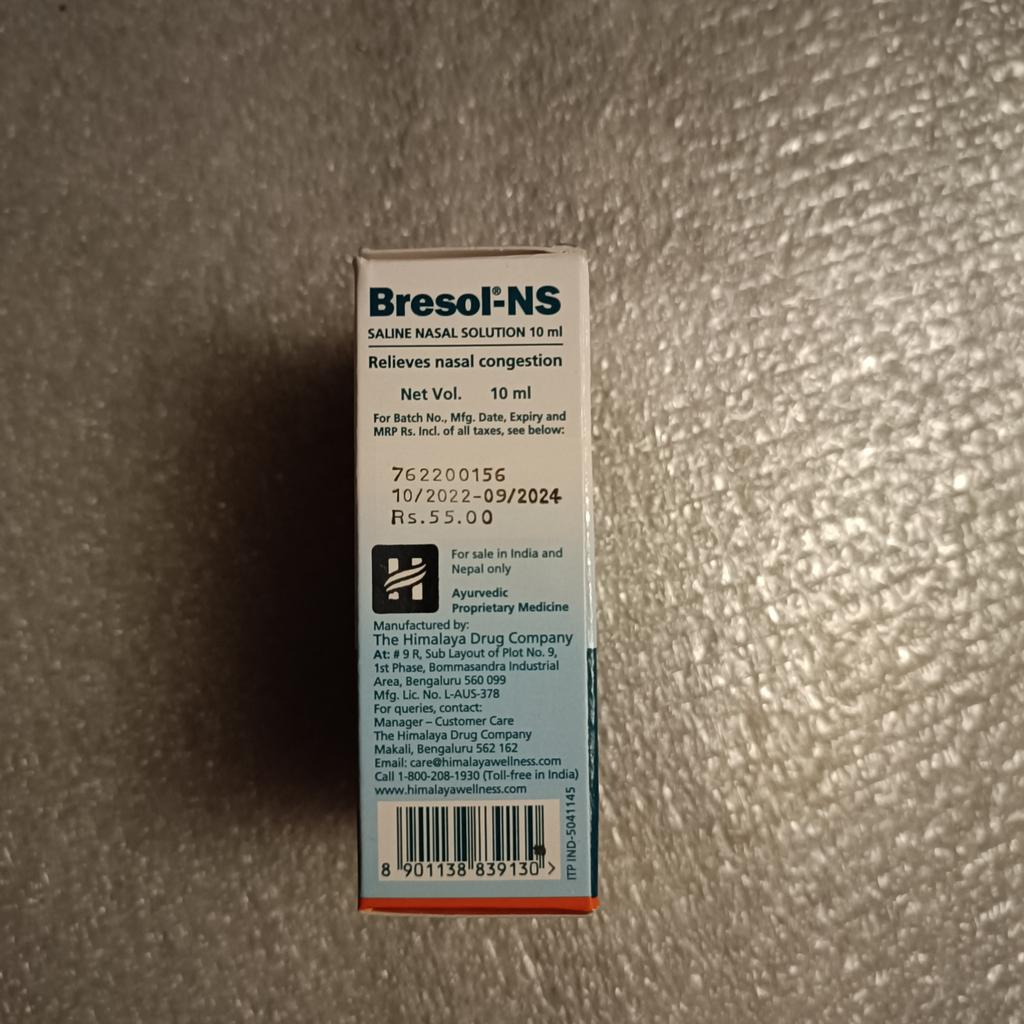 Bresol®-NS
SALINE NASAL SOLUTION 10 ml
Relieves nasal congestion
Net Vol. 10 ml
For Batch No., Mfg. Date, Expiry and
MRP Rs. Incl. of all taxes, see below:
762200156
10/2022-09/2024
Rs.55.00
H
For sale in India and
Nepal only
Ayurvedic
Proprietary Medicine
Manufactured by:
The Himalaya Drug Company
At: # 9 R, Sub Layout of Plot No. 9,
1st Phase, Bommasandra Industrial
Area, Bengaluru 560 099
Mfg. Lic. No. L-AUS-378
For queries, contact:
Manager – Customer Care
The Himalaya Drug Company
Makali, Bengaluru 562 162
Email: care@himalayawellness.com
Call 1-800-208-1930 (Toll-free in India)
www.himalayawellness.com
8 901138 839130 >
ITP IND-5041145